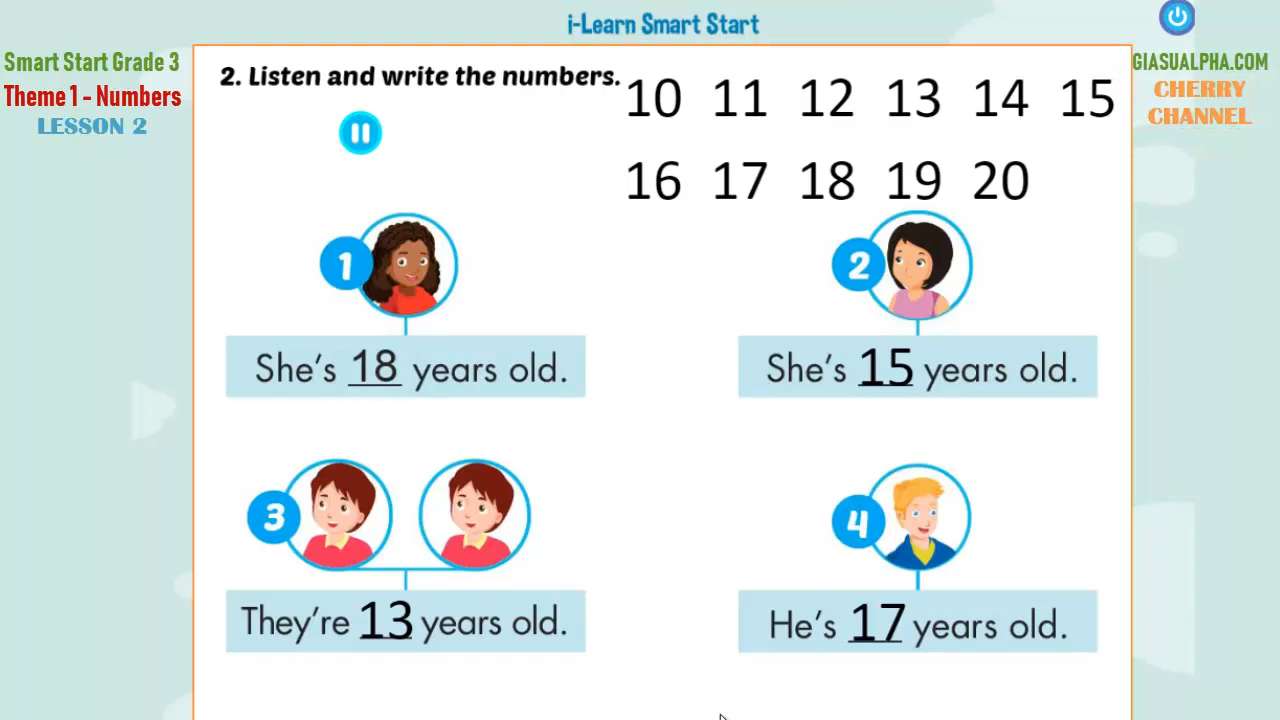 i-Learn Smart Start
Smart Start Grade 3
Theme 1 - Numbers
LESSON 2
GIASUALPHA.COM
CHERRY
CHANNEL
2. Listen and write the numbers.
10 11 12 13 14 15
16 17 18 19 20
1
She's 18 years old.
2
She's 15 years old.
3
They're 13 years old.
4
He's 17 years old.